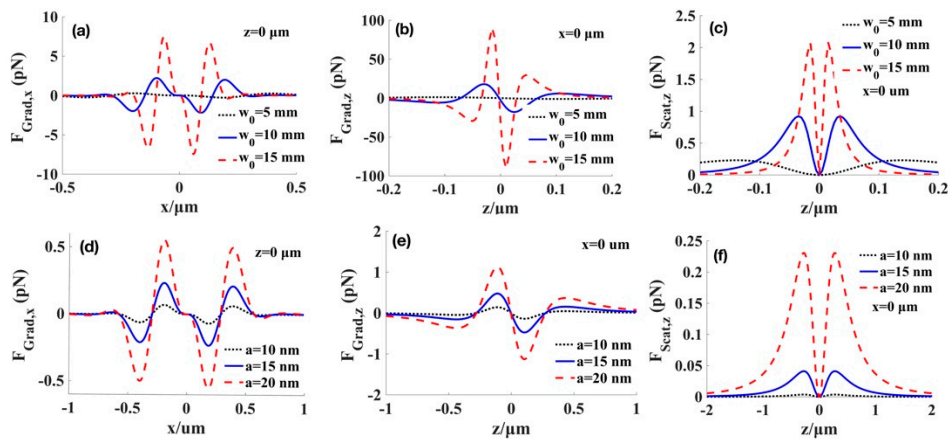 (a)
z=0 μm
F_Grad,x (pN)
10
5
0
-5
-10
w_0=5 mm
w_0=10 mm
w_0=15 mm
-0.5
0
0.5
x/μm
(b)
x=0 μm
F_Grad,z (pN)
100
50
0
-50
-100
w_0=5 mm
w_0=10 mm
w_0=15 mm
-0.2
-0.1
0
0.1
0.2
z/μm
(c)
F_Scat,z (pN)
2.5
2
1.5
1
0.5
0
w_0=5 mm
w_0=10 mm
w_0=15 mm
x=0 um
-0.2
-0.1
0
0.1
0.2
z/μm
(d)
z=0 μm
F_Grad,x (pN)
0.5
0
-0.5
a=10 nm
a=15 nm
a=20 nm
-1
-0.5
0
0.5
1
x/um
(e)
x=0 um
F_Grad,z (pN)
2
1
0
-1
-2
a=10 nm
a=15 nm
a=20 nm
-1
-0.5
0
0.5
1
z/μm
(f)
F_Scat,z (pN)
0.25
0.2
0.15
0.1
0.05
0
a=10 nm
a=15 nm
a=20 nm
x=0 μm
-2
-1
0
1
2
z/μm